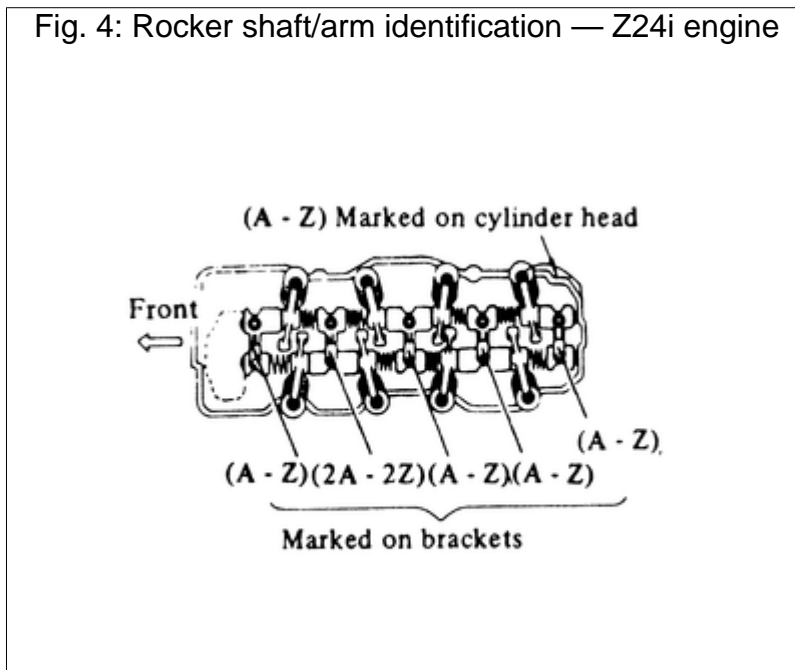 Fig. 4: Rocker shaft/arm identification — Z24i engine
(A - Z) Marked on cylinder head
Front
(A - Z)
(A - Z) (2A - 2Z) (A - Z) (A - Z)
Marked on brackets